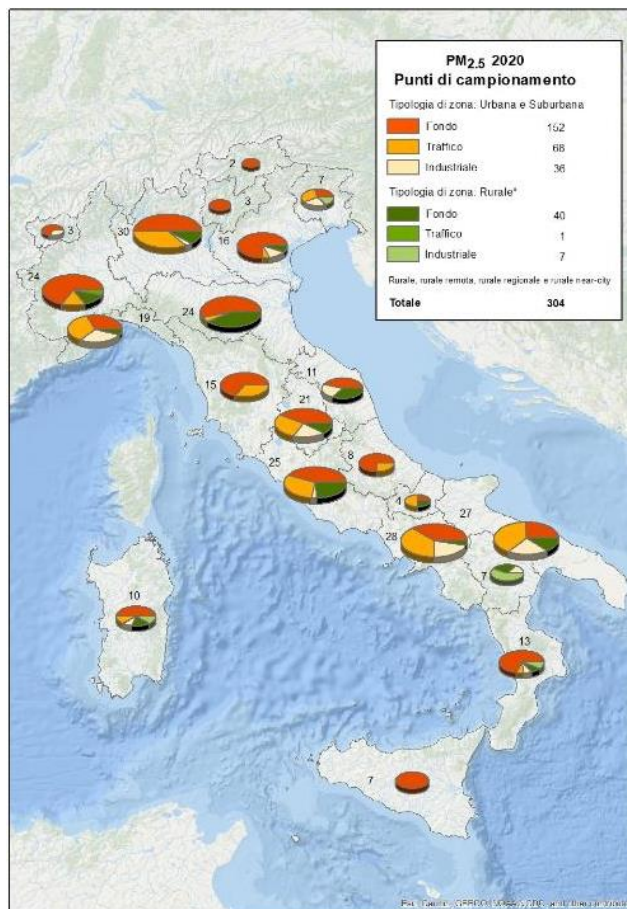 PM2.5 2020
Punti di campionamento
Tipologia di zona: Urbana e Suburbana
Fondo 152
Traffico 68
Industriale 36
Tipologia di zona: Rurale*
Fondo 40
Traffico 1
Industriale 7
Rurale, rurale remota, rurale regionale e rurale near-city
Totale 304
2
7
3
30
3
16
24
24
19
11
15
21
8
25
4
27
28
7
10
13
7